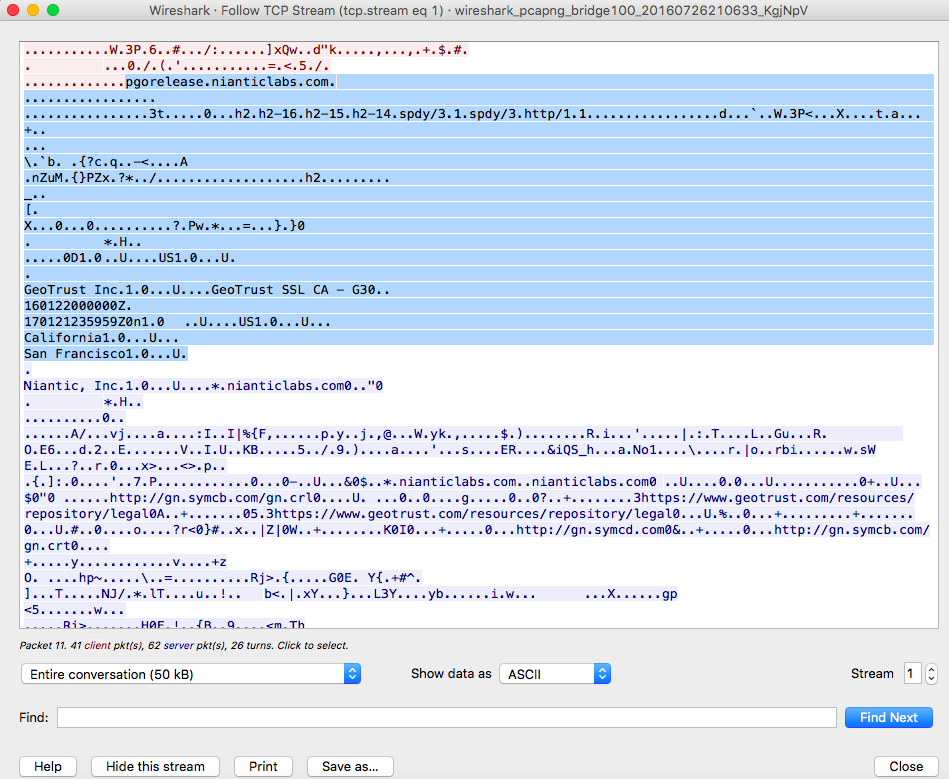 Wireshark · Follow TCP Stream (tcp.stream eq 1) · wireshark_pcapng_bridge100_20160726210633_KgjNpV
...........W.3P.6..#.../:......]xQw..d"k.....,...,.+.$.#.
. ...0./.(.'...........=.<.5./.
.............pgorelease.nianticlabs.com.
.................
................3t.....0...h2.h2-16.h2-15.h2-14.spdy/3.1.spdy/3.http/1.1.................d...`..W.3P<...X....t.a...
+..
...
\.`b. .{?c.q..—<....A
.nZuM.{}PZx.?*../...................h2.........
_..
[.
X...0...0..........?.Pw.*...=...}.}0
. *.H..
.....0D1.0..U....US1.0...U.
.
GeoTrust Inc.1.0...U....GeoTrust SSL CA – G30..
160122000000Z.
170121235959Z0n1.0 ..U....US1.0...U...
California1.0...U...
San Francisco1.0...U.
.
Niantic, Inc.1.0...U....*.nianticlabs.com0.."0
. *.H..
..........0..
......A/...vj....a....:I..I|%{F,......p.y..j.,@...W.yk.,.....$.)........R.i...'.....|.:.T....L..Gu...R.
O.E6...d.2..E.......V..I.U..KB.....5../.9.)....a....'...s....ER....&iQS_h...a.No1....\....r.|o..rbi......w.sW
E.L...?..r.0...x>...<>.p..
.{.]:.0....'..7.P............0...0-..U...&0$..*.nianticlabs.com..nianticlabs.com0 ..U....0.0...U...........0+..U...
$0"0 ......http://gn.symcb.com/gn.crl0....U. ...0..0....g.....0..0?..+........3https://www.geotrust.com/resources/
repository/legal0A..+.......05.3https://www.geotrust.com/resources/repository/legal0...U.%..0...+.........+.......
0...U.#..0....o....?r<0}#..x..|Z|0W..+........K0I0...+.....0...http://gn.symcd.com0&..+.....0...http://gn.symcb.com/
gn.crt0....
+.....y............v....+z
O. ....hp~.....\..=..........Rj>.{.....G0E. Y{.+#^.
]...T.....NJ/.*.lT....u..!.. b<.|.xY...}...L3Y....yb......i.w... ...X......gp
<5.......w...
.....Rj>.......H0F.!..{B..9....<m.Th
Packet 11. 41 client pkt(s), 62 server pkt(s), 26 turns. Click to select.
Entire conversation (50 kB) Show data as ASCII Stream 1
Find: Find Next
Help Hide this stream Print Save as... Close